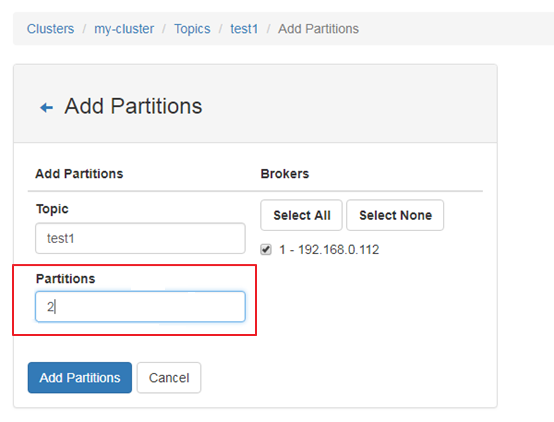 Clusters / my-cluster / Topics / test1 / Add Partitions
Add Partitions
Add Partitions
Brokers
Topic
Select All
Select None
test1
1 - 192.168.0.112
Partitions
2
Add Partitions
Cancel